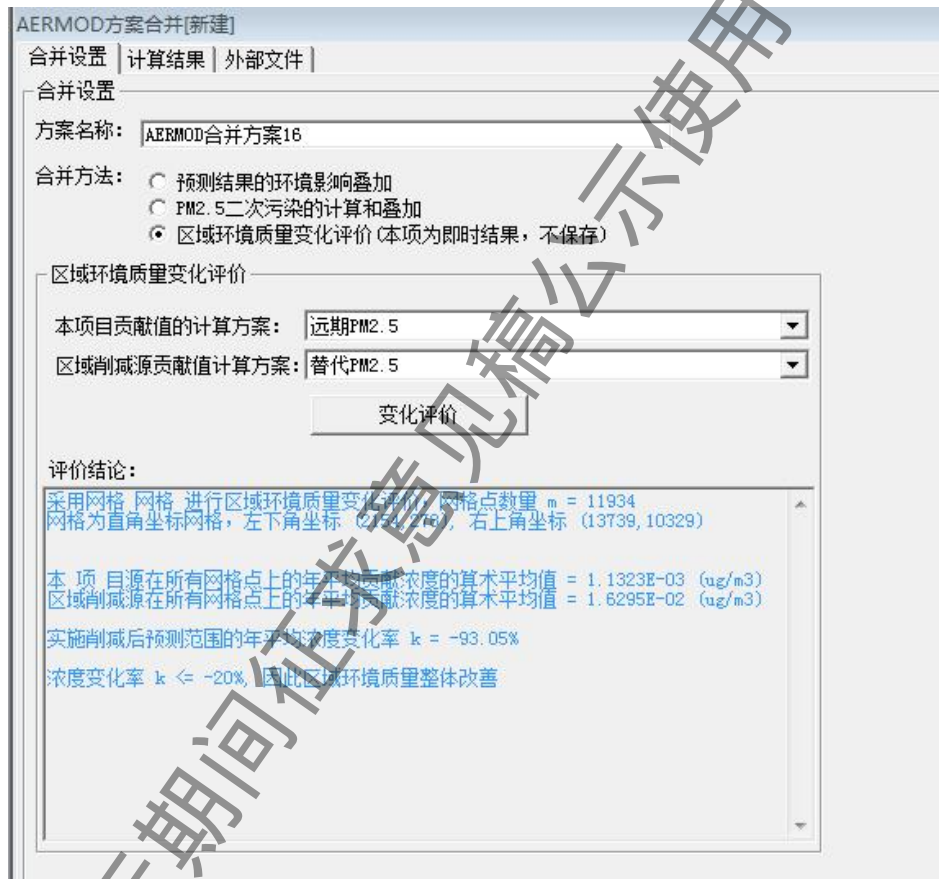 AERMOD方案合并[新建]
合并设置 计算结果 外部文件
合并设置
方案名称： AERMOD合并方案16
合并方法： 预测结果的环境影响叠加
PM2.5二次污染的计算和叠加
区域环境质量变化评价(本项为即时结果，不保存)
区域环境质量变化评价
本项目贡献值的计算方案： 远期PM2.5
区域削减源贡献值计算方案： 替代PM2.5
变化评价
评价结论：
采用网格 网格 进行区域环境质量变化评价，网格点数量 m = 11934
网格为直角坐标网格，左下角坐标 (2154,278), 右上角坐标 (13739,10329)
本 项 目源在所有网格点上的年平均贡献浓度的算术平均值 = 1.1323E-03 (ug/m3)
区域削减源在所有网格点上的年平均贡献浓度的算术平均值 = 1.6295E-02 (ug/m3)
实施削减后预测范围的年平均浓度变化率 k = -93.05%
浓度变化率 k <= -20%, 因此区域环境质量整体改善
示期间征求意见稿公示使用